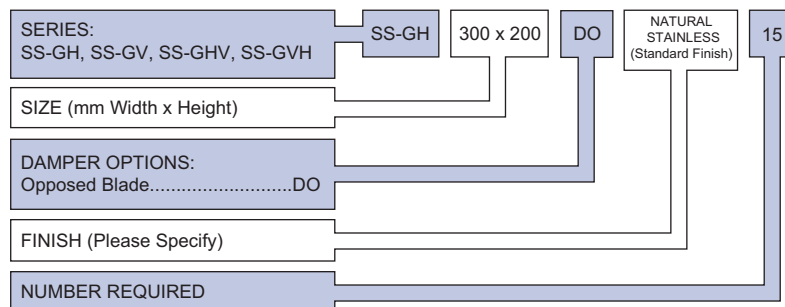 SERIES:
SS-GH, SS-GV, SS-GHV, SS-GVH
SS-GH
300 x 200
DO
NATURAL
STAINLESS
(Standard Finish)
15
SIZE (mm Width x Height)
DAMPER OPTIONS:
Opposed Blade............................DO
FINISH (Please Specify)
NUMBER REQUIRED